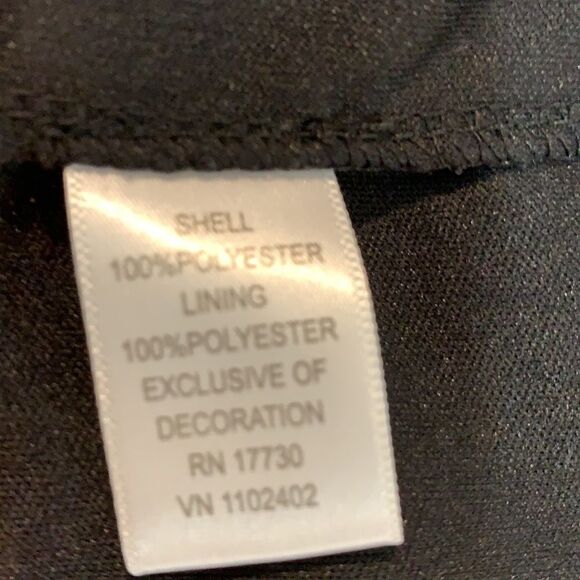 SHELL
100%POLYESTER
LINING
100%POLYESTER
EXCLUSIVE OF
DECORATION
RN 17730
VN 1102402